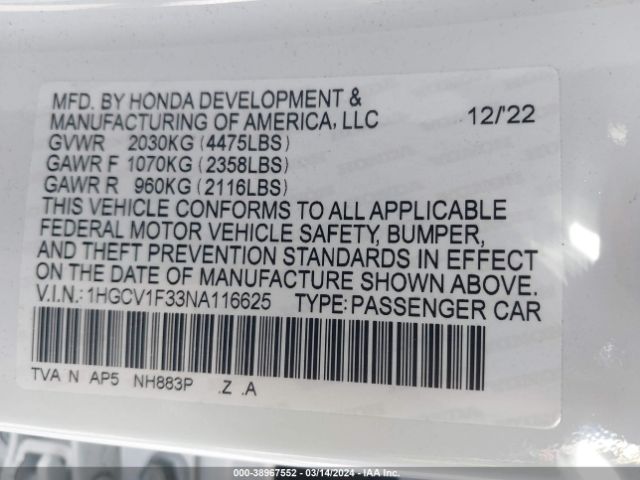 MFD. BY HONDA DEVELOPMENT &
MANUFACTURING OF AMERICA, LLC 12/'22
GVWR 2030KG (4475LBS)
GAWR F 1070KG (2358LBS)
GAWR R 960KG (2116LBS)
THIS VEHICLE CONFORMS TO ALL APPLICABLE
FEDERAL MOTOR VEHICLE SAFETY, BUMPER,
AND THEFT PREVENTION STANDARDS IN EFFECT
ON THE DATE OF MANUFACTURE SHOWN ABOVE.
V.I.N.: 1HGCV1F33NA116625 TYPE: PASSENGER CAR
TVA N AP5 NH883P .Z .A
000-38967552 — 03/14/2024 — IAA Inc.